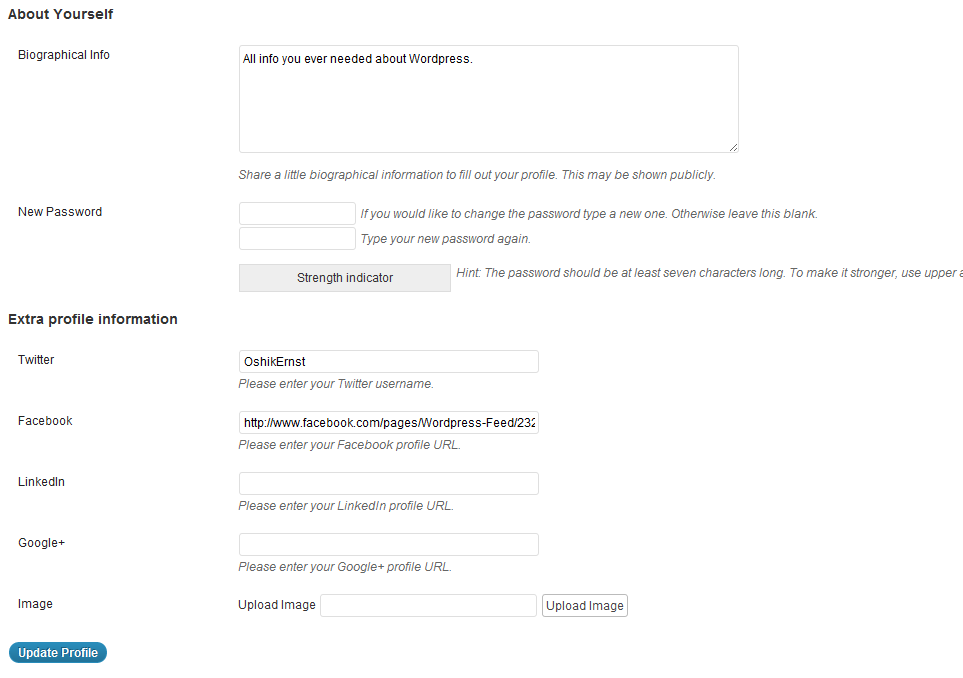 About Yourself
Biographical Info
All info you ever needed about Wordpress.
Share a little biographical information to fill out your profile. This may be shown publicly.
New Password
If you would like to change the password type a new one. Otherwise leave this blank.
Type your new password again.
Strength indicator
Hint: The password should be at least seven characters long. To make it stronger, use upper a
Extra profile information
Twitter
OshikErnst
Please enter your Twitter username.
Facebook
http://www.facebook.com/pages/Wordpress-Feed/232
Please enter your Facebook profile URL.
LinkedIn
Please enter your LinkedIn profile URL.
Google+
Please enter your Google+ profile URL.
Image
Upload Image
Upload Image
Update Profile